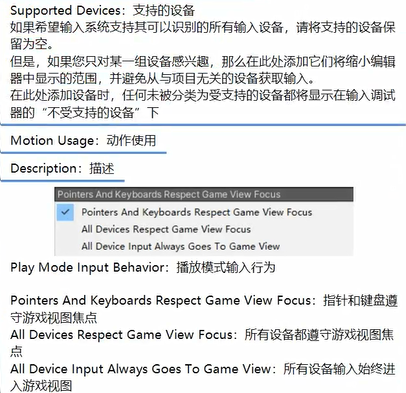 Supported Devices：支持的设备
如果希望输入系统支持其可以识别的所有输入设备，请将支持的设备保
留为空。
但是，如果您只对某一组设备感兴趣，那么在此处添加它们将缩小编辑
器中显示的范围，并避免从与项目无关的设备获取输入。
在此处添加设备时，任何未被分类为受支持的设备都将显示在输入调试
器的“不受支持的设备”下
Motion Usage：动作使用
Description：描述
Pointers And Keyboards Respect Game View Focus
Pointers And Keyboards Respect Game View Focus
All Devices Respect Game View Focus
All Device Input Always Goes To Game View
Play Mode Input Behavior：播放模式输入行为
Pointers And Keyboards Respect Game View Focus：指针和键盘遵
守游戏视图焦点
All Devices Respect Game View Focus：所有设备都遵守游戏视图焦
点
All Device Input Always Goes To Game View：所有设备输入始终进
入游戏视图